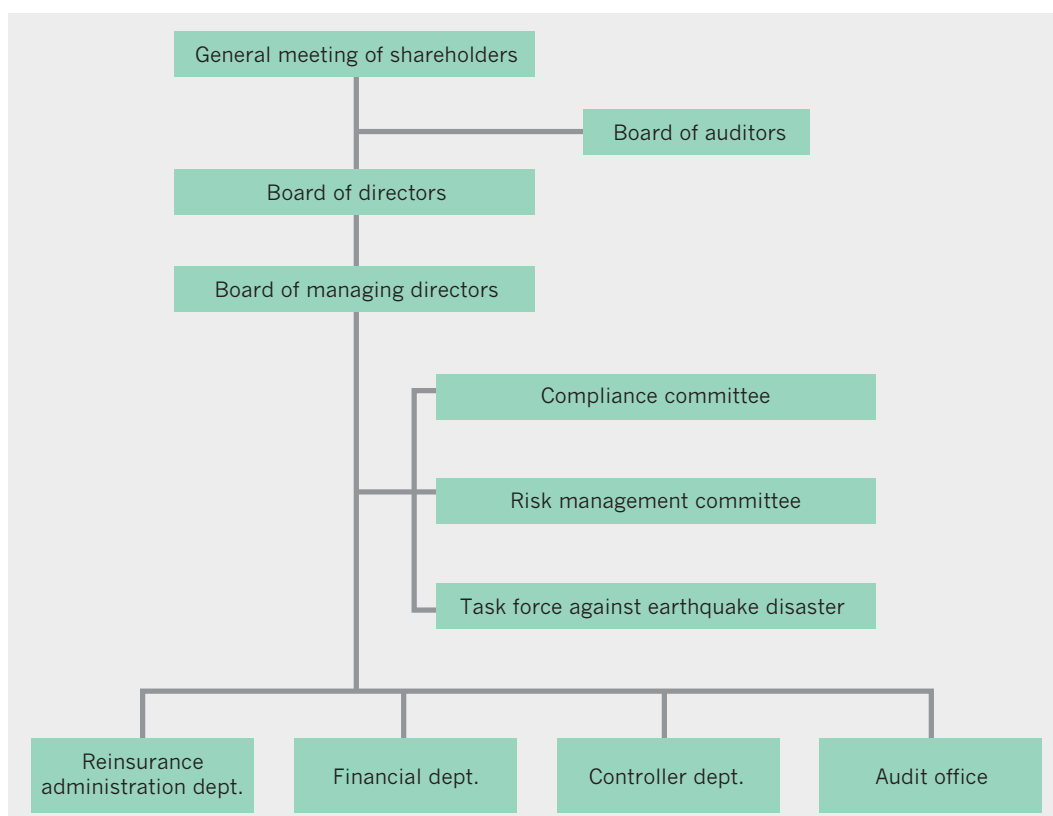 General meeting of shareholders
Board of auditors
Board of directors
Board of managing directors
Compliance committee
Risk management committee
Task force against earthquake disaster
Reinsurance
administration dept.
Financial dept.
Controller dept.
Audit office